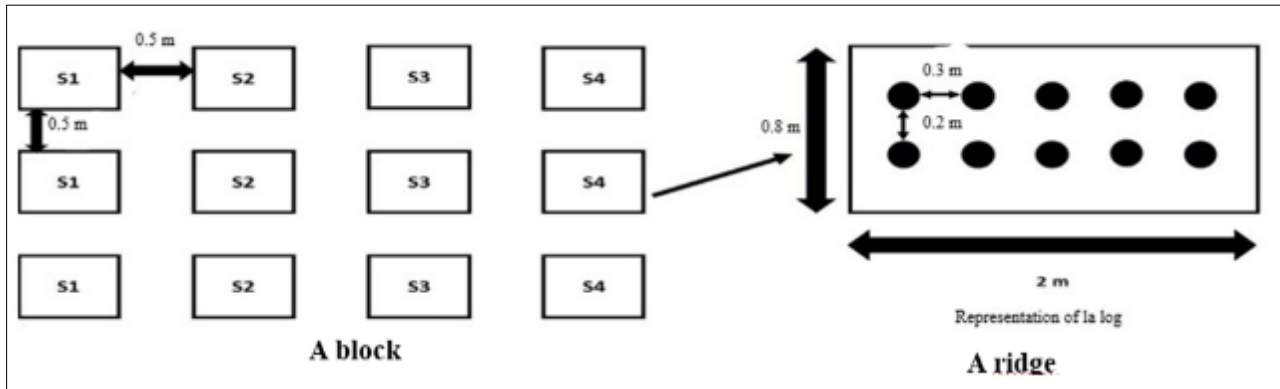 0.5 m
S1 S2 S3 S4
0.5 m
S1 S2 S3 S4
S1 S2 S3 S4
A block
0.3 m
0.8 m
0.2 m
2 m
Representation of la log
A ridge